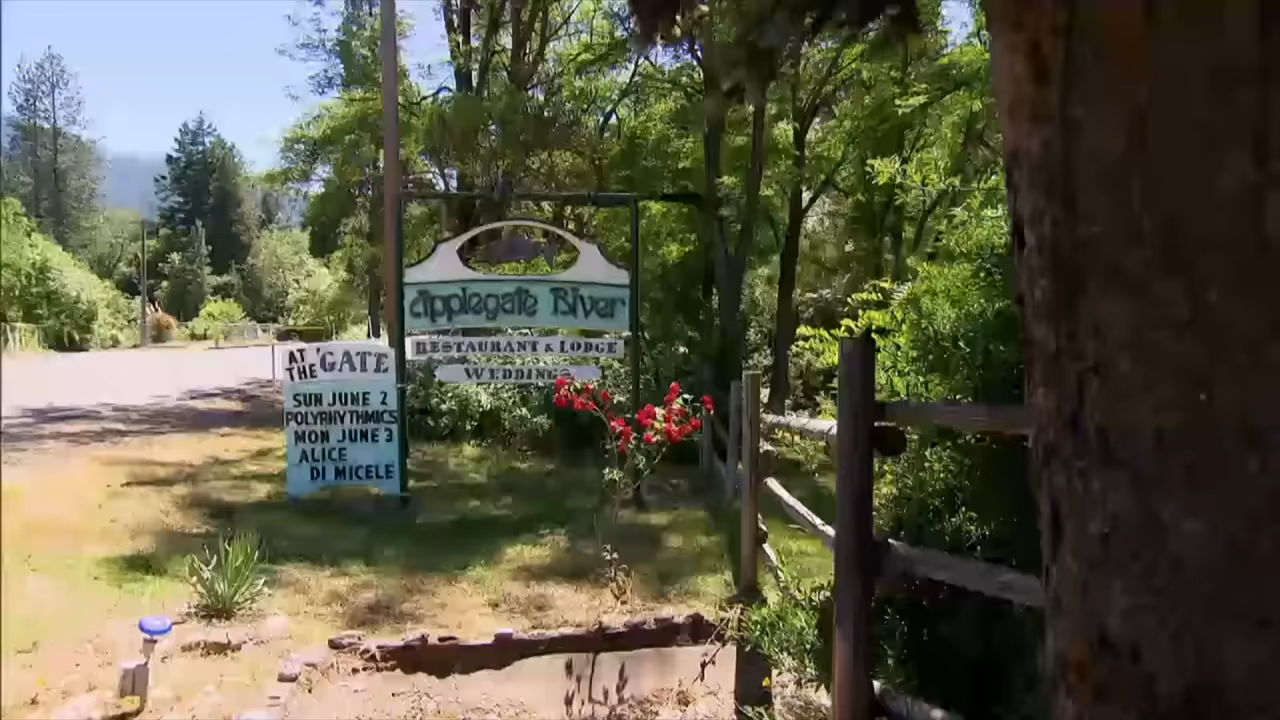 Applegate River
RESTAURANT & LODGE
WEDDINGS
AT THE 'GATE
SUN JUNE 2
POLYRHYTHMICS
MON JUNE 3
ALICE
DI MICELE